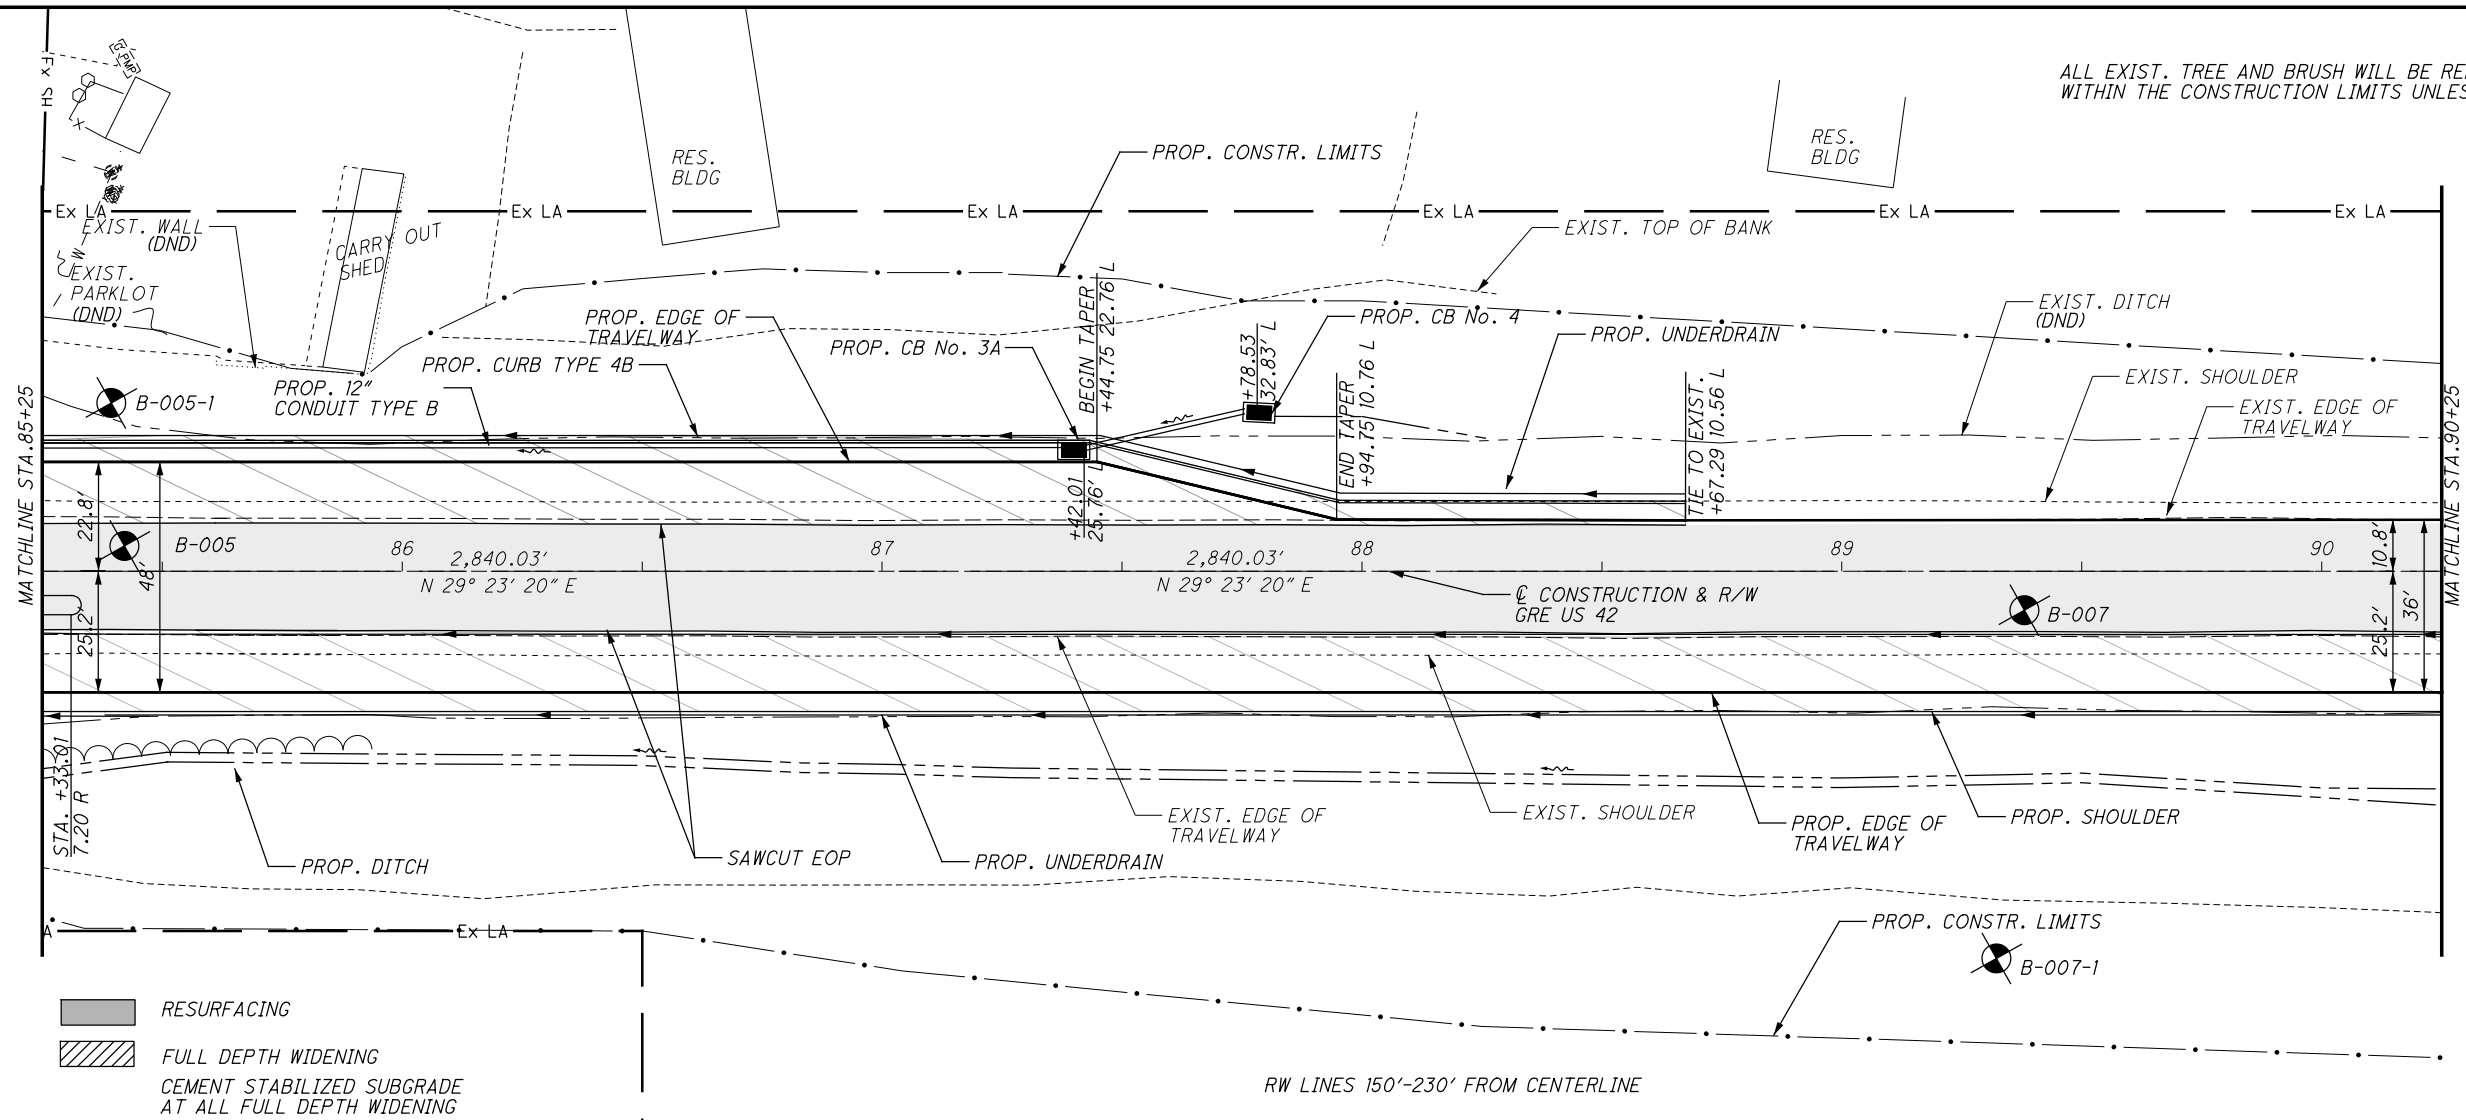 ALL EXIST. TREE AND BRUSH WILL BE
WITHIN THE CONSTRUCTION LIMITS
Ex SH
PMP
X
RES.
BLDG
PROP. CONSTR. LIMITS
RES.
BLDG
Ex LA
Ex LA
Ex LA
Ex LA
Ex LA
Ex LA
EXIST. WALL
(DND)
W
CARRY OUT
SHED
EXIST. TOP OF BANK
EXIST.
PARKLOT
(DND)
BEGIN TAPER
+44.75 22.76 L
EXIST. DITCH
(DND)
PROP. EDGE OF
TRAVELWAY
PROP. CB No. 3A
+78.53
32.83' L
PROP. CB No. 4
PROP. UNDERDRAIN
PROP. CURB TYPE 4B
PROP. 12"
CONDUIT TYPE B
END TAPER
+94.75 10.76 L
TIE TO EXIST.
+67.29 10.56 L
EXIST. SHOULDER
EXIST. EDGE OF
TRAVELWAY
B-005-1
MATCHLINE STA.85+25
MATCHLINE STA.90+25
+42.01
25.76' L
22.8'
B-005
48'
25.2'
86
2,840.03'
N 29° 23' 20" E
87
2,840.03'
N 29° 23' 20" E
88
89
90
10.8'
℄ CONSTRUCTION & R/W
GRE US 42
B-007
36'
25.2'
STA. +33.01
7.20 R
PROP. DITCH
SAWCUT EOP
PROP. UNDERDRAIN
EXIST. EDGE OF
TRAVELWAY
EXIST. SHOULDER
PROP. EDGE OF
TRAVELWAY
PROP. SHOULDER
A
Ex LA
PROP. CONSTR. LIMITS
B-007-1
RESURFACING
FULL DEPTH WIDENING
CEMENT STABILIZED SUBGRADE
AT ALL FULL DEPTH WIDENING
RW LINES 150'-230' FROM CENTERLINE